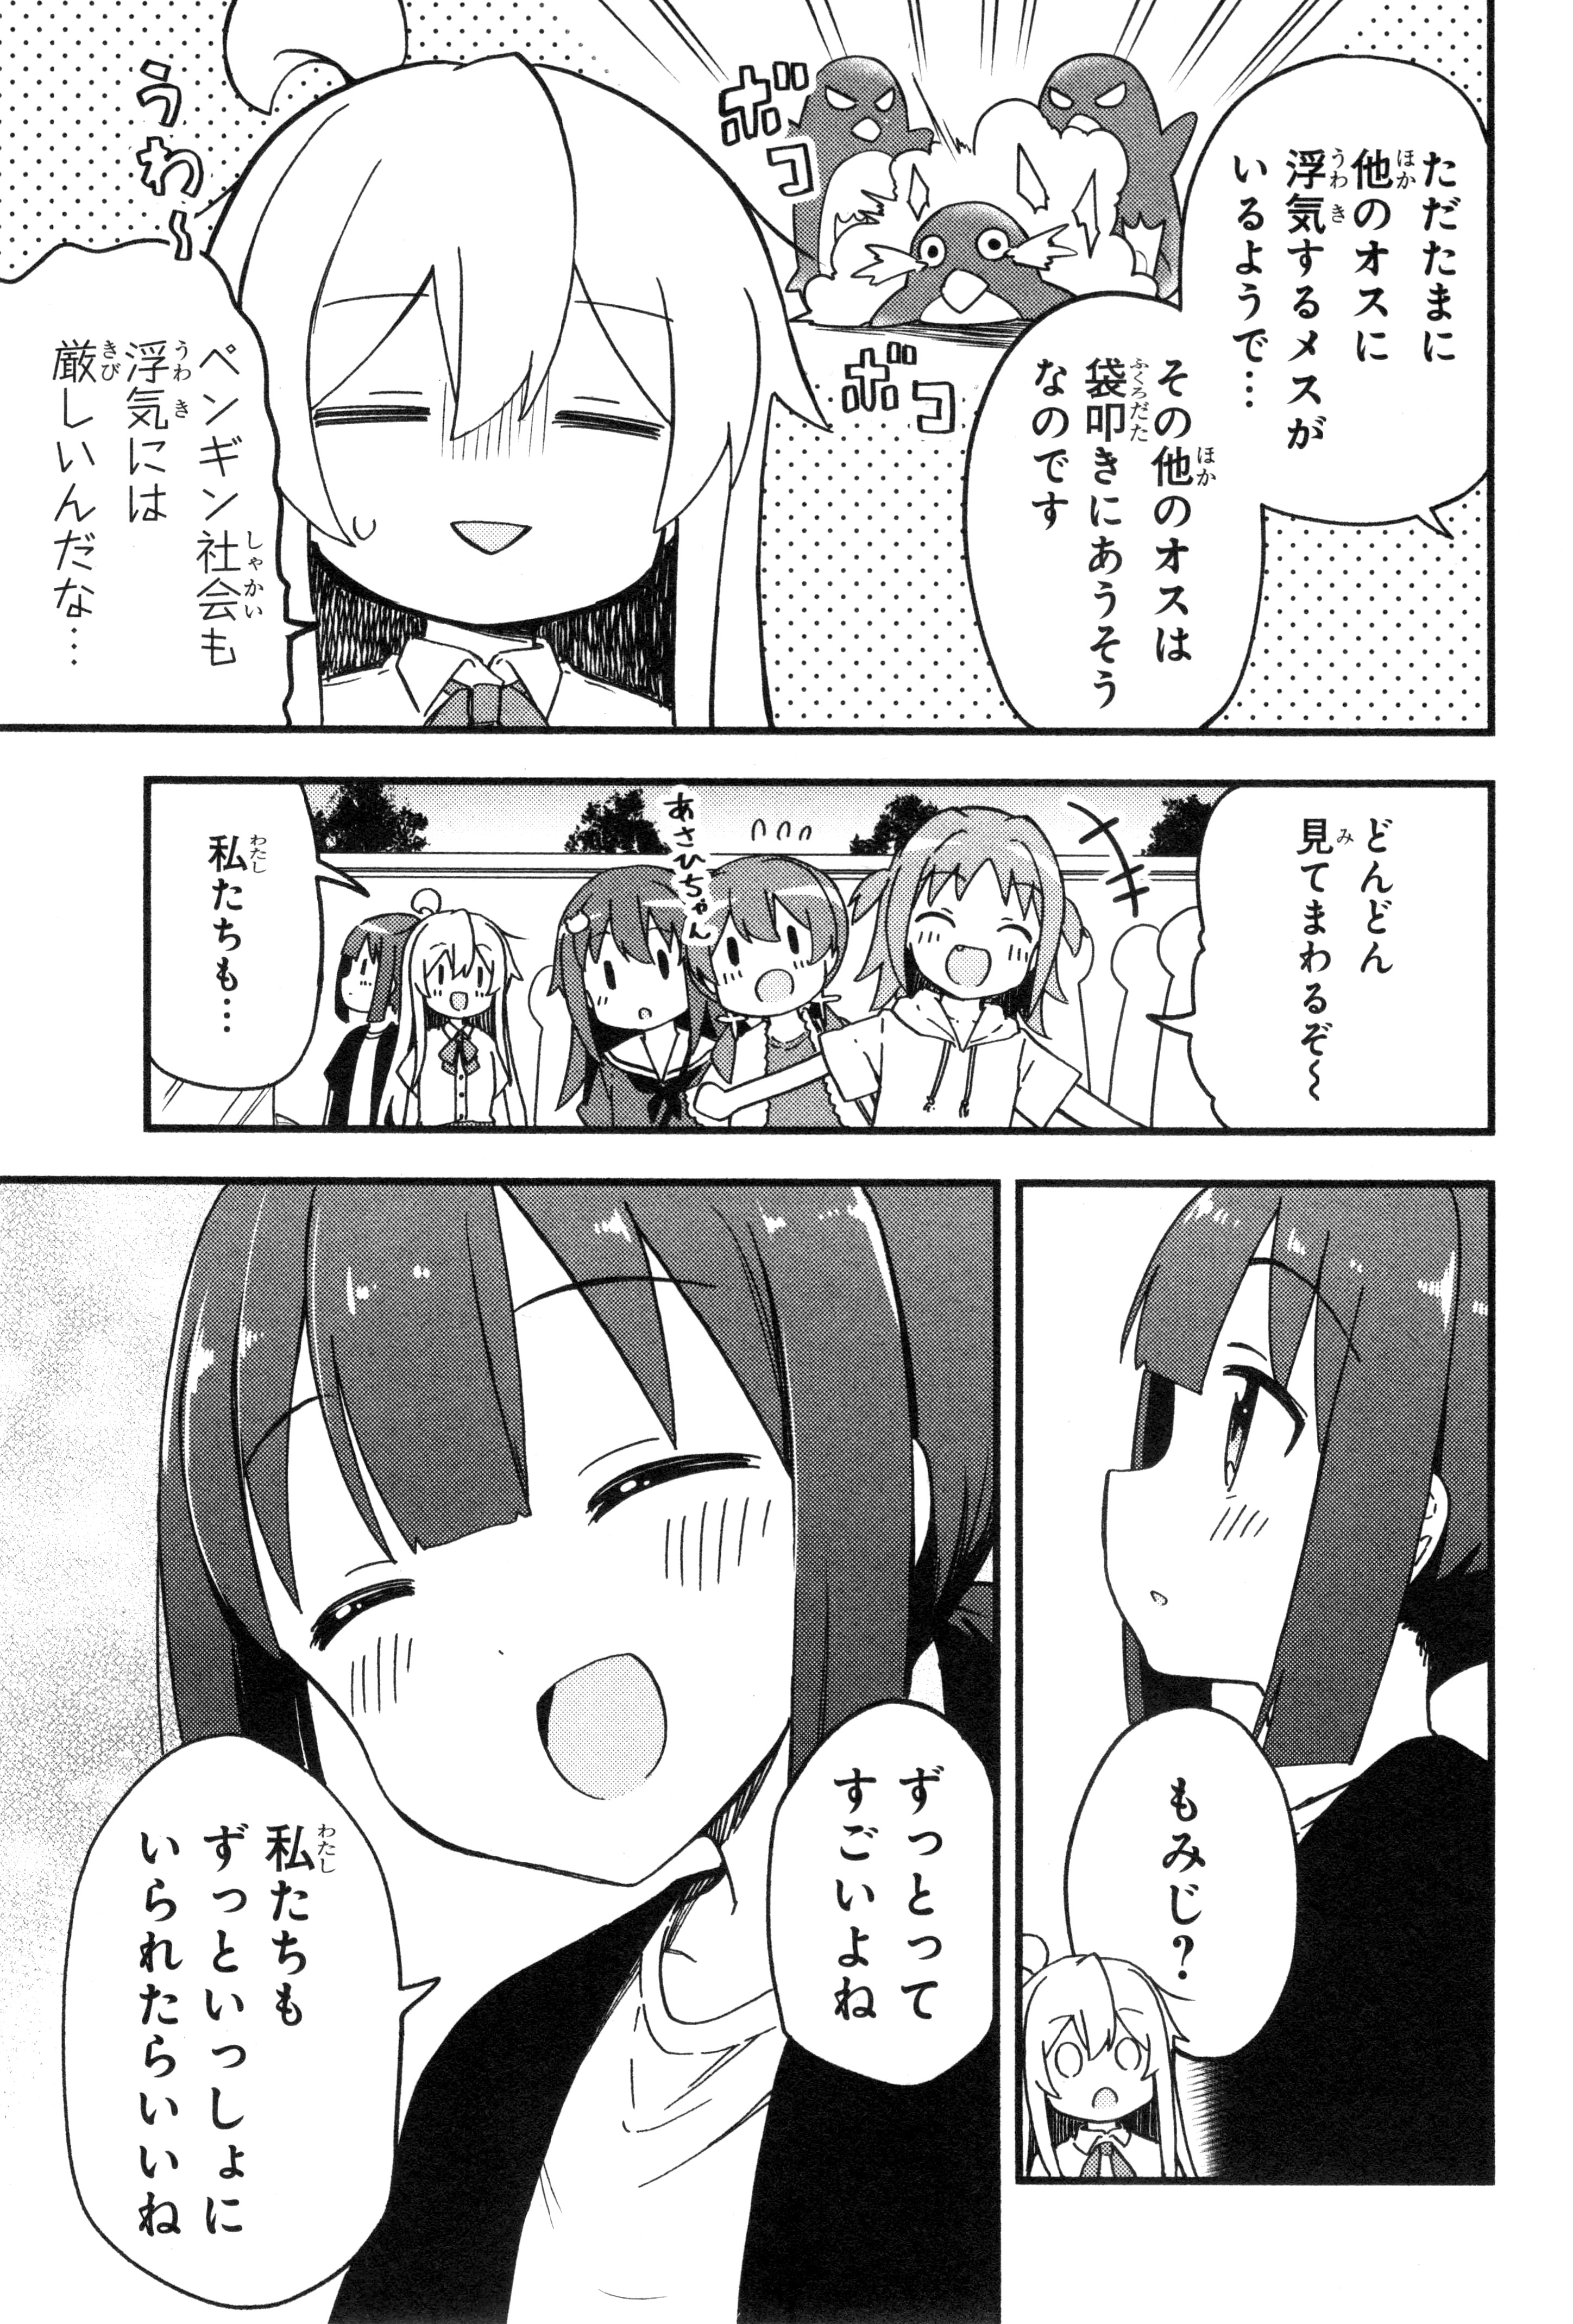 ただたまに
他のオスに
浮気するメスが
いるようで…
その他のオスは
袋叩きにあうそう
なのです
ボコ
ボコ
うわ〜
ペンギン社会も
浮気には
厳しいんだな…
どんどん
見てまわるぞ〜
あさひちゃん
私たちも…
もみじ？
ずっとって
すごいよね
私たちも
ずっといっしょに
いられたらいいね